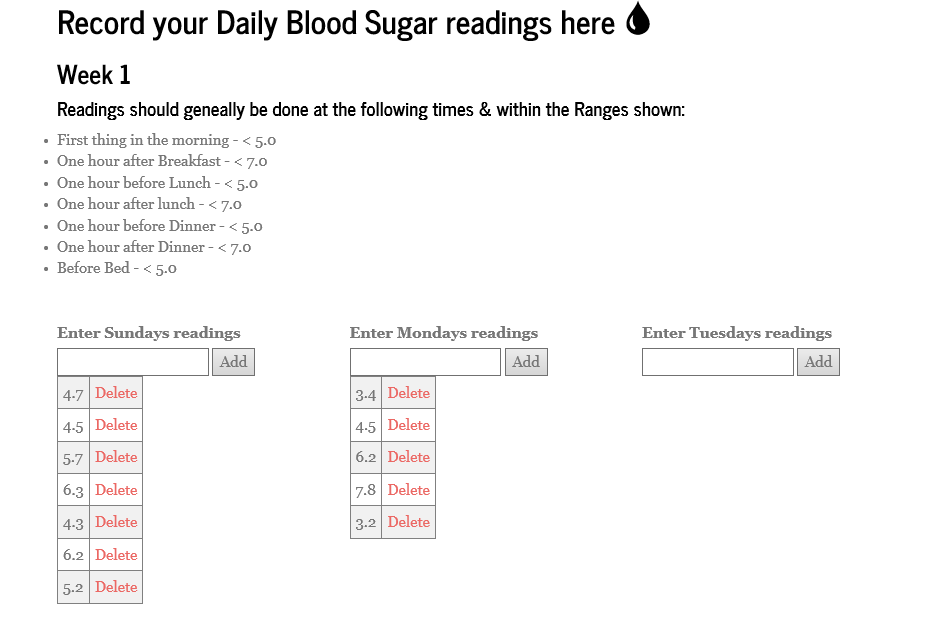 Record your Daily Blood Sugar readings here
Week 1
Readings should geneally be done at the following times & within the Ranges shown:
• First thing in the morning - < 5.0
• One hour after Breakfast - < 7.0
• One hour before Lunch - < 5.0
• One hour after lunch - < 7.0
• One hour before Dinner - < 5.0
• One hour after Dinner - < 7.0
• Before Bed - < 5.0
Enter Sundays readings
Add
4.7 Delete
4.5 Delete
5.7 Delete
6.3 Delete
4.3 Delete
6.2 Delete
5.2 Delete
Enter Mondays readings
Add
3.4 Delete
4.5 Delete
6.2 Delete
7.8 Delete
3.2 Delete
Enter Tuesdays readings
Add